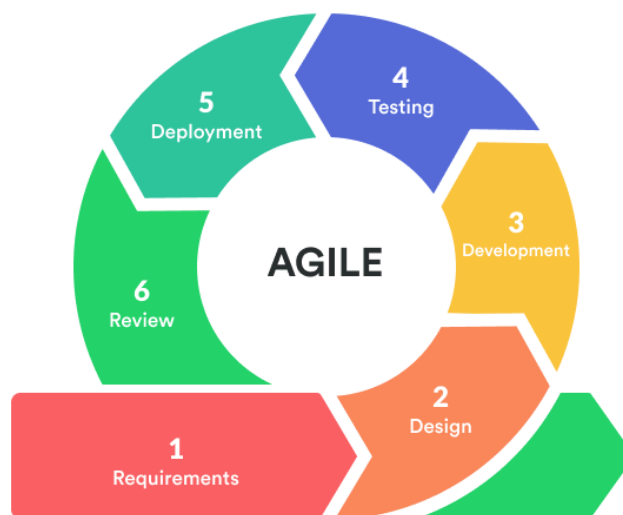 AGILE
1
Requirements
2
Design
3
Development
4
Testing
5
Deployment
6
Review